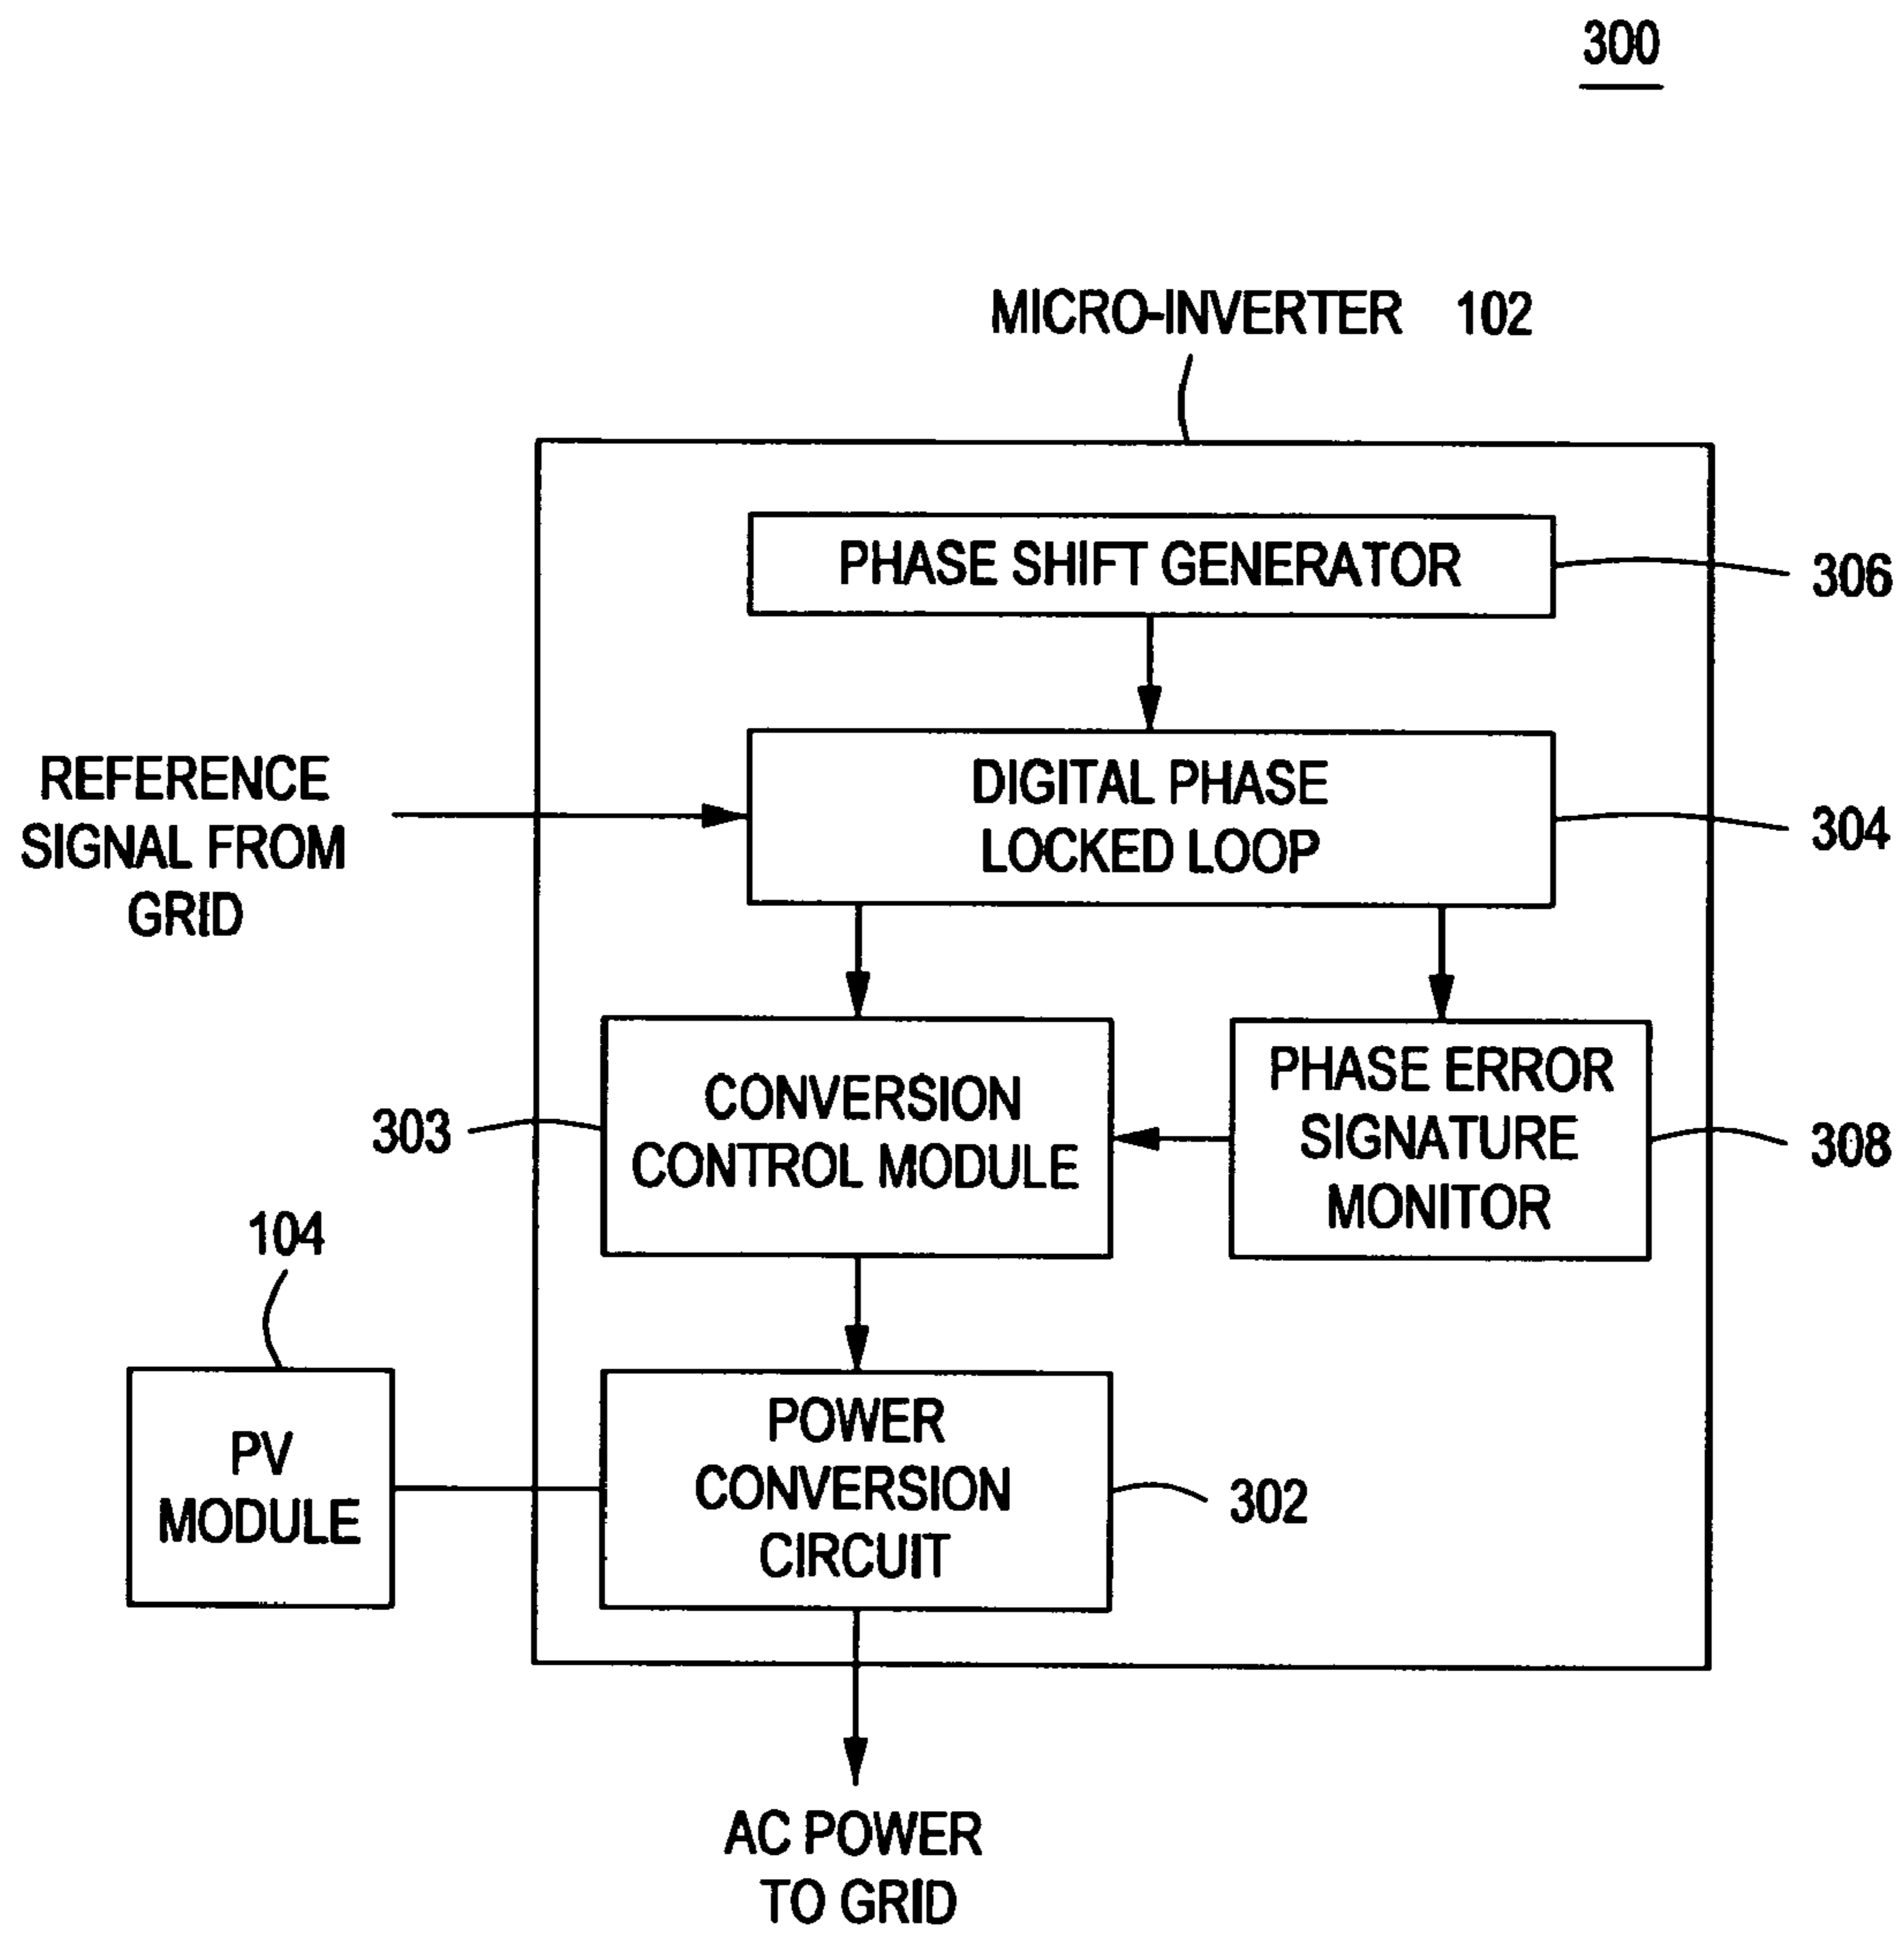 300
MICRO-INVERTER 102
PHASE SHIFT GENERATOR
306
REFERENCE
SIGNAL FROM
GRID
DIGITAL PHASE
LOCKED LOOP
304
303
CONVERSION
CONTROL MODULE
PHASE ERROR
SIGNATURE
MONITOR
308
104
PV
MODULE
POWER
CONVERSION
CIRCUIT
302
AC POWER
TO GRID